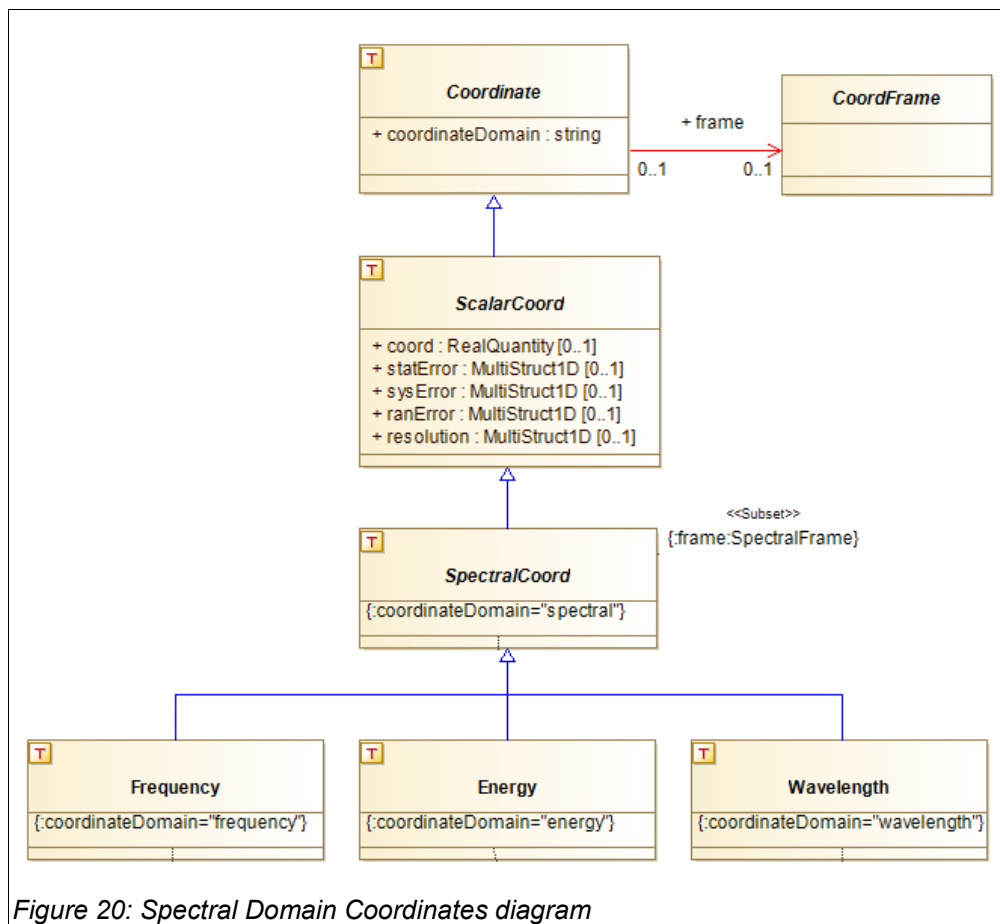 T
Coordinate
+ coordinateDomain : string
CoordFrame
+ frame
0..1
0..1
T
ScalarCoord
+ coord : RealQuantity [0..1]
+ statError : MultiStruct1D [0..1]
+ sysError : MultiStruct1D [0..1]
+ ranError : MultiStruct1D [0..1]
+ resolution : MultiStruct1D [0..1]
T
SpectralCoord
{:coordinateDomain="spectral"}
<<Subset>>
{:frame:SpectralFrame}
T
Frequency
{:coordinateDomain="frequency"}
T
Energy
{:coordinateDomain="energy"}
T
Wavelength
{:coordinateDomain="wavelength"}
Figure 20: Spectral Domain Coordinates diagram